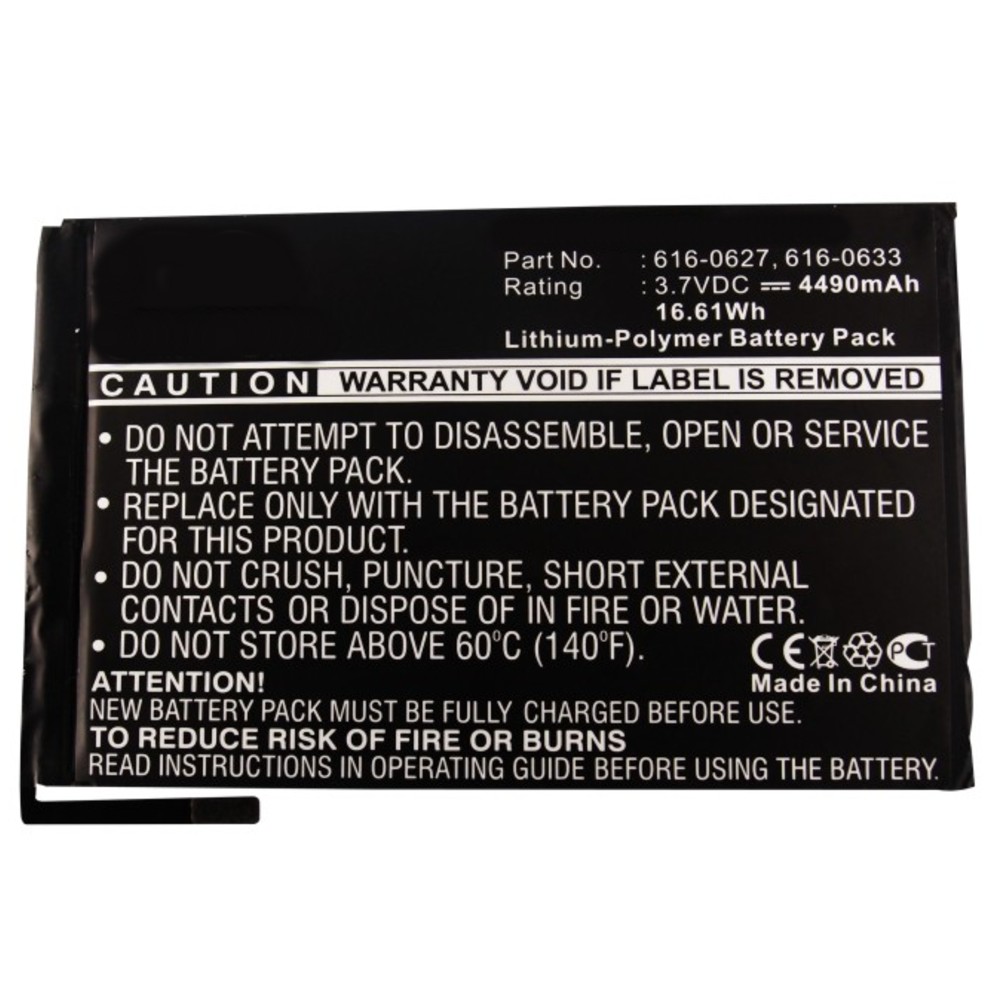 Part No. : 616-0627, 616-0633
Rating : 3.7VDC ⎓ 4490mAh
16.61Wh
Lithium-Polymer Battery Pack
CAUTION WARRANTY VOID IF LABEL IS REMOVED
• DO NOT ATTEMPT TO DISASSEMBLE, OPEN OR SERVICE
THE BATTERY PACK.
• REPLACE ONLY WITH THE BATTERY PACK DESIGNATED
FOR THIS PRODUCT.
• DO NOT CRUSH, PUNCTURE, SHORT EXTERNAL
CONTACTS OR DISPOSE OF IN FIRE OR WATER.
• DO NOT STORE ABOVE 60°C (140°F).
CE PCT
Made In China
ATTENTION!
NEW BATTERY PACK MUST BE FULLY CHARGED BEFORE USE.
TO REDUCE RISK OF FIRE OR BURNS
READ INSTRUCTIONS IN OPERATING GUIDE BEFORE USING THE BATTERY.